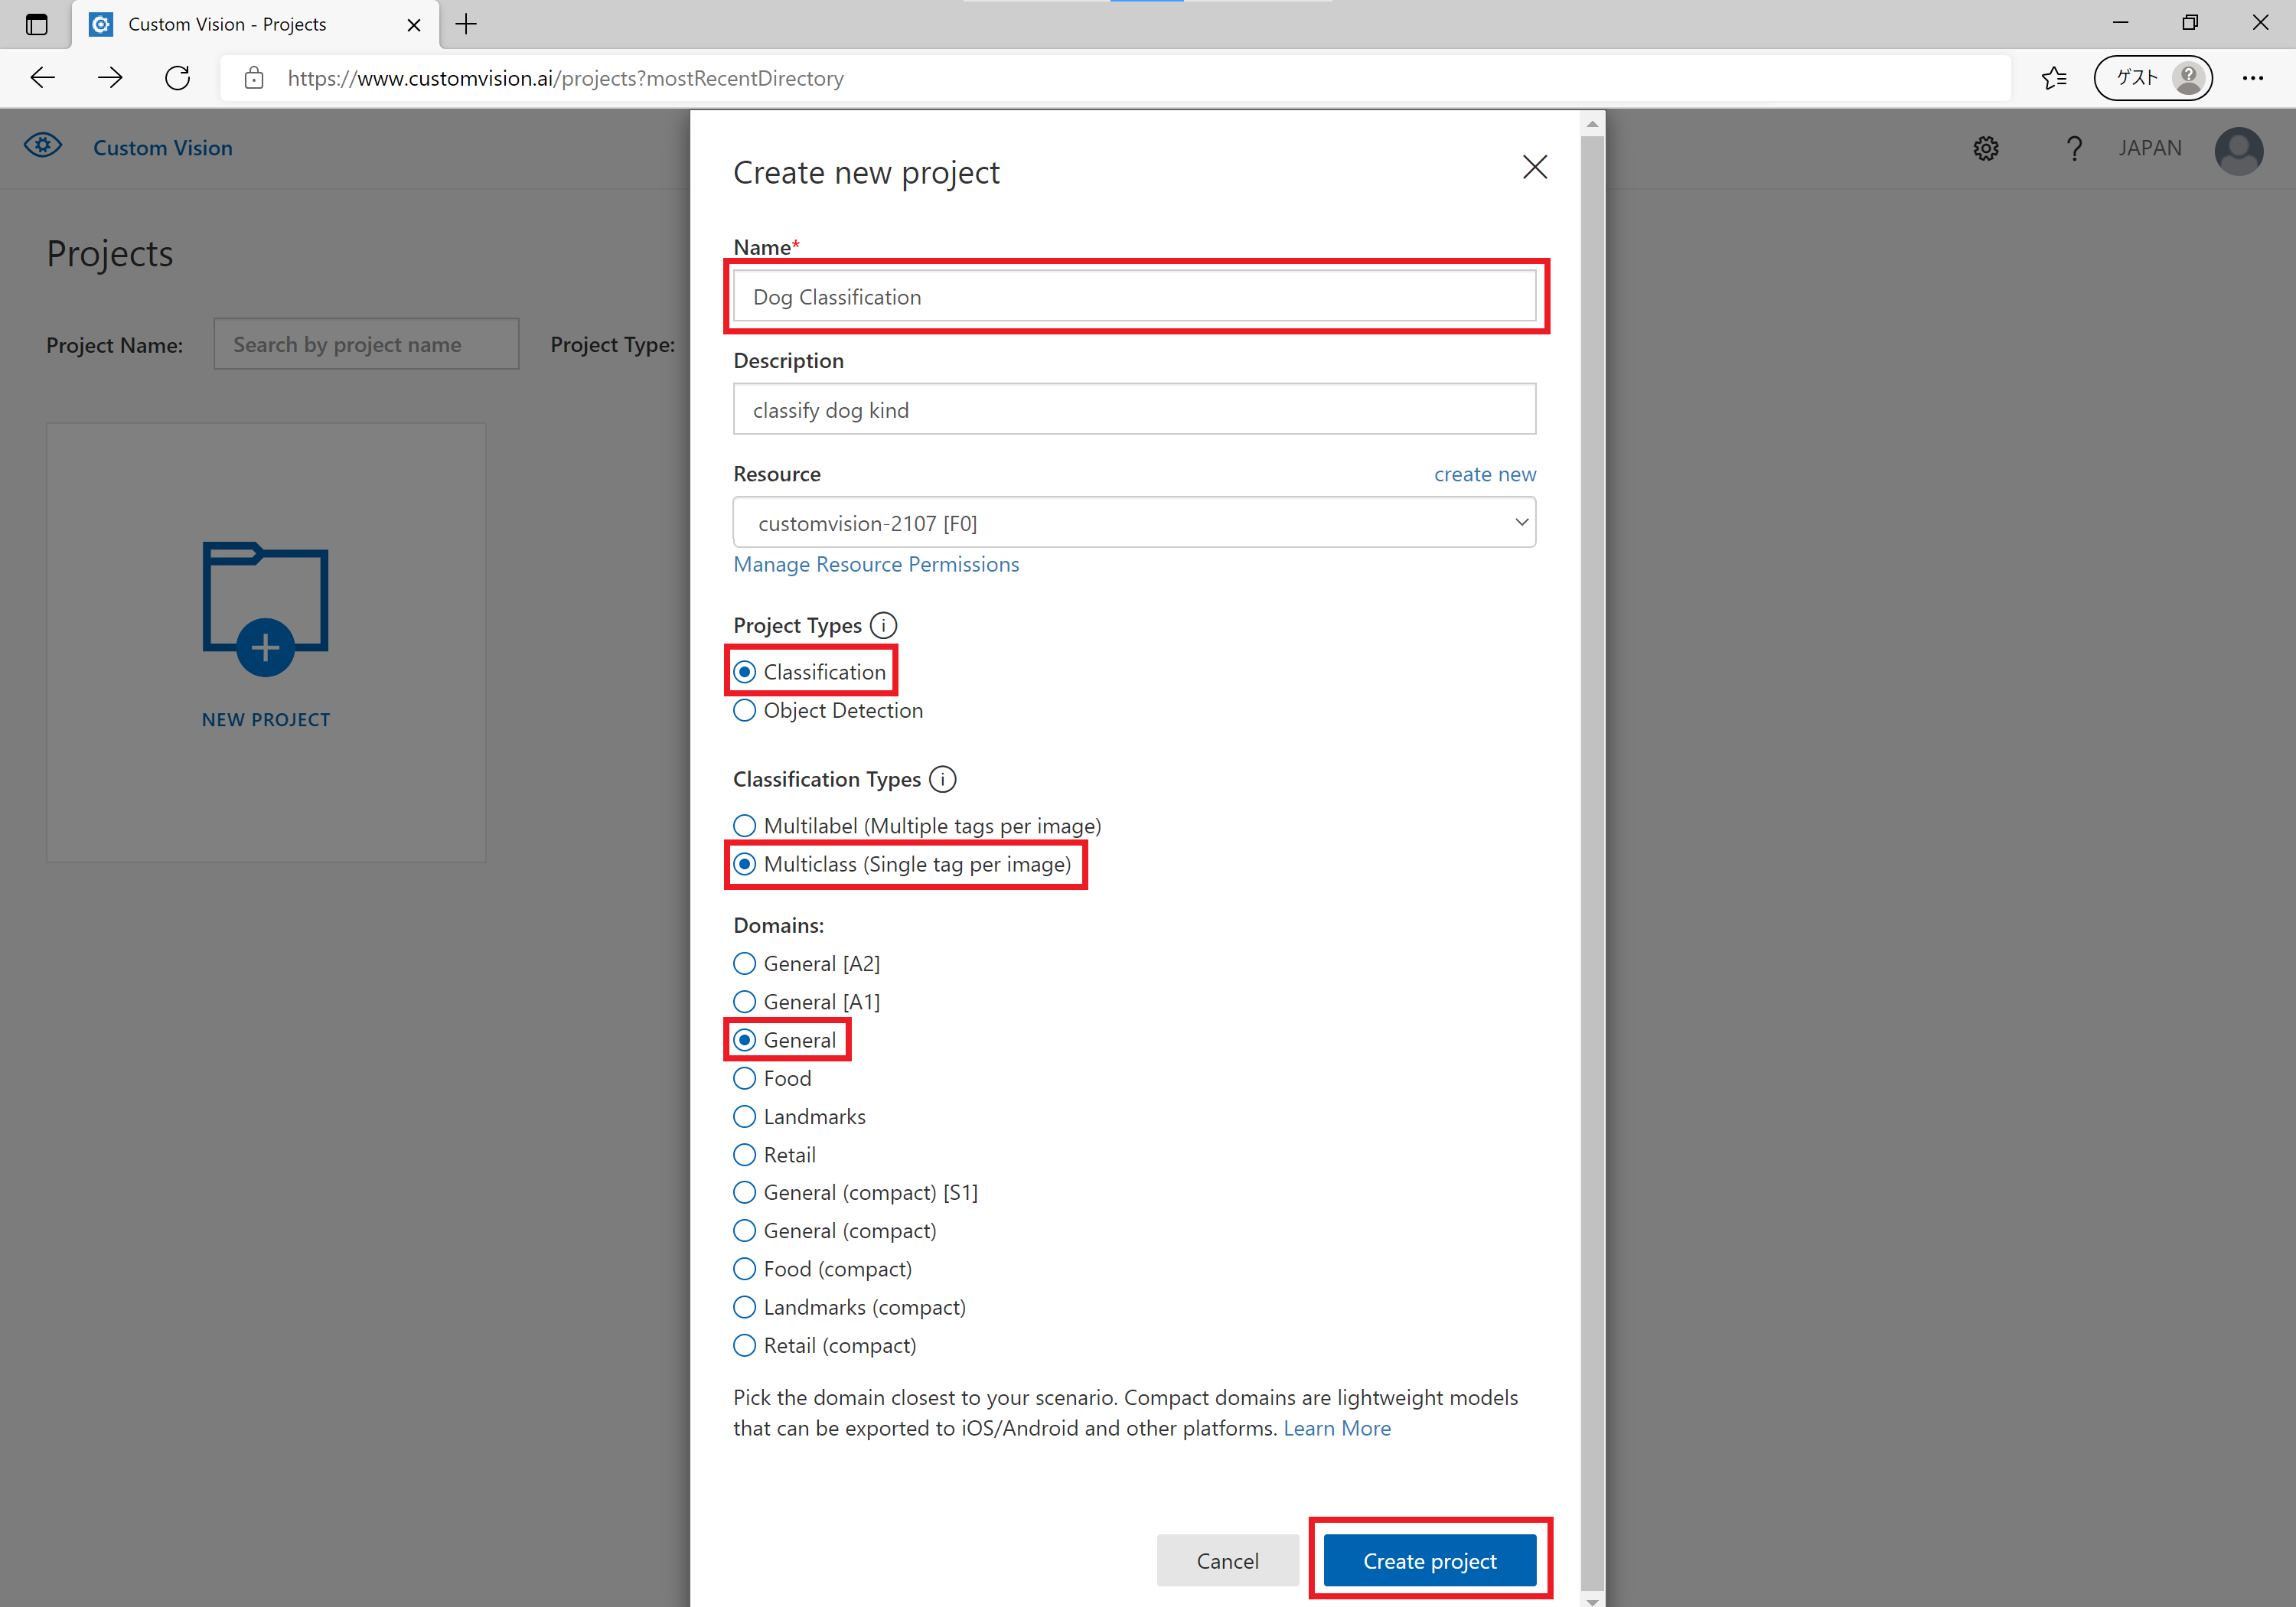 Custom Vision - Projects
https://www.customvision.ai/projects?mostRecentDirectory
ゲスト
Custom Vision
JAPAN
Projects
Project Name:
Search by project name
Project Type:
NEW PROJECT
Create new project
Name*
Dog Classification
Description
classify dog kind
Resource
create new
customvision-2107 [F0]
Manage Resource Permissions
Project Types
Classification
Object Detection
Classification Types
Multilabel (Multiple tags per image)
Multiclass (Single tag per image)
Domains:
General [A2]
General [A1]
General
Food
Landmarks
Retail
General (compact) [S1]
General (compact)
Food (compact)
Landmarks (compact)
Retail (compact)
Pick the domain closest to your scenario. Compact domains are lightweight models
that can be exported to iOS/Android and other platforms. Learn More
Cancel
Create project